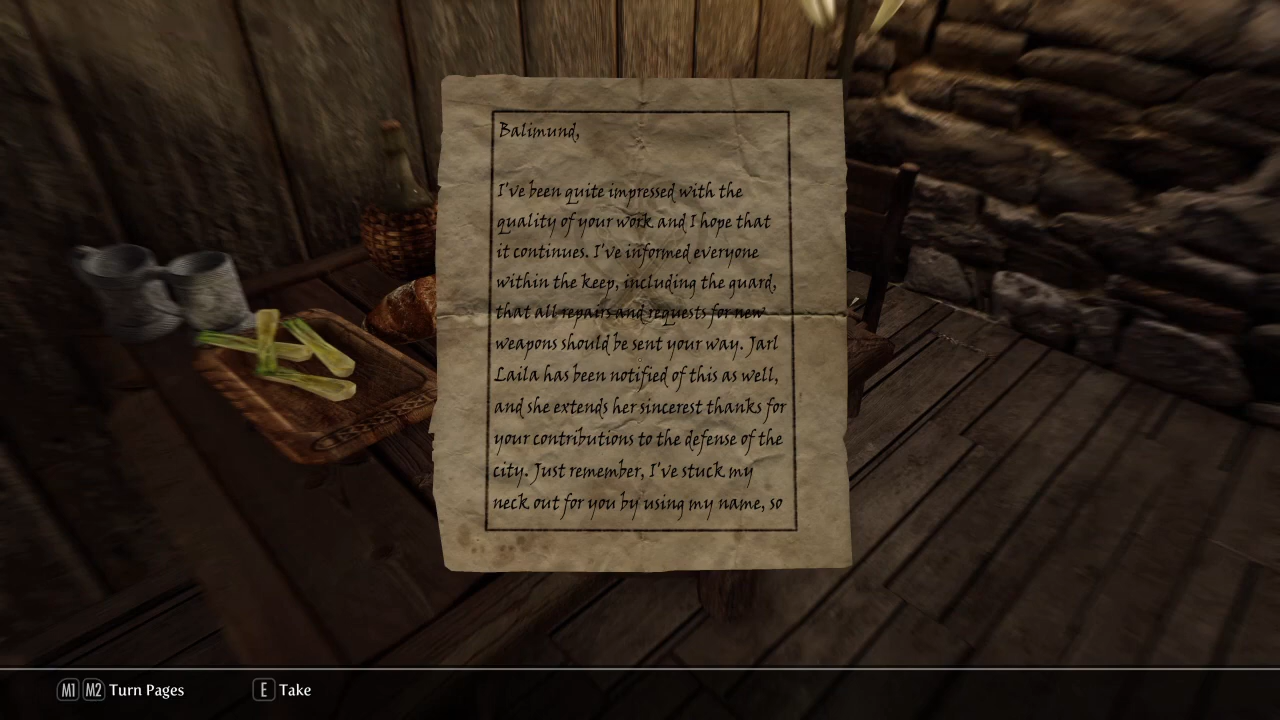 Balimund,
I've been quite impressed with the
quality of your work and I hope that
it continues. I've informed everyone
within the keep, including the guard,
that all repairs and requests for new
weapons should be sent your way. Jarl
Laila has been notified of this as well,
and she extends her sincerest thanks for
your contributions to the defense of the
city. Just remember, I've stuck my
neck out for you by using my name, so
M1 M2 Turn Pages
E Take